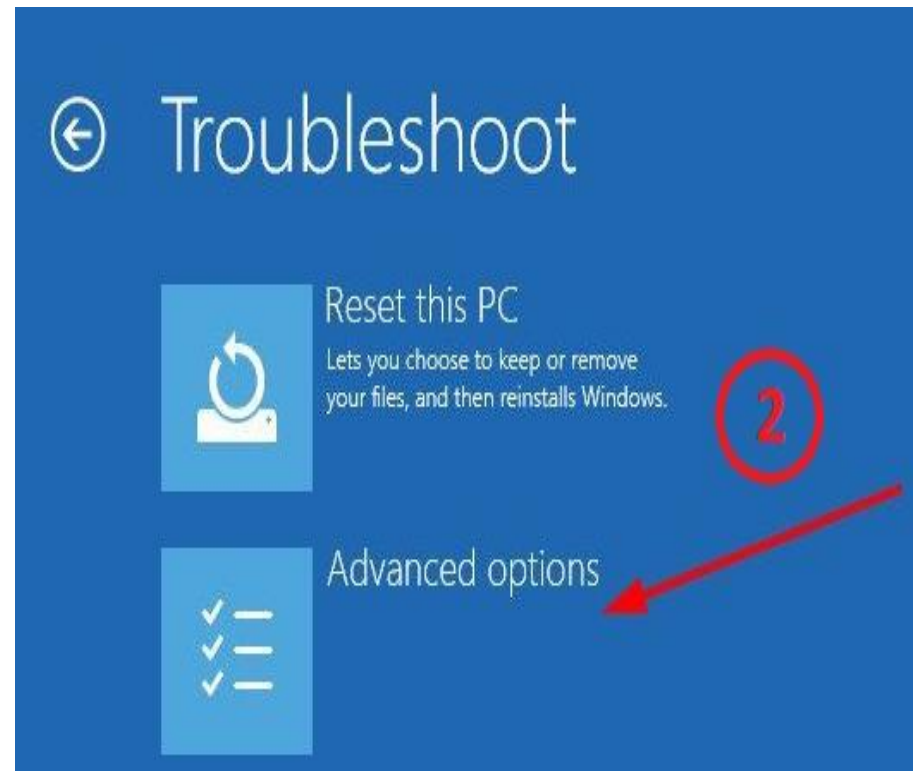 Troubleshoot
Reset this PC
Lets you choose to keep or remove
your files, and then reinstalls Windows.
2
Advanced options